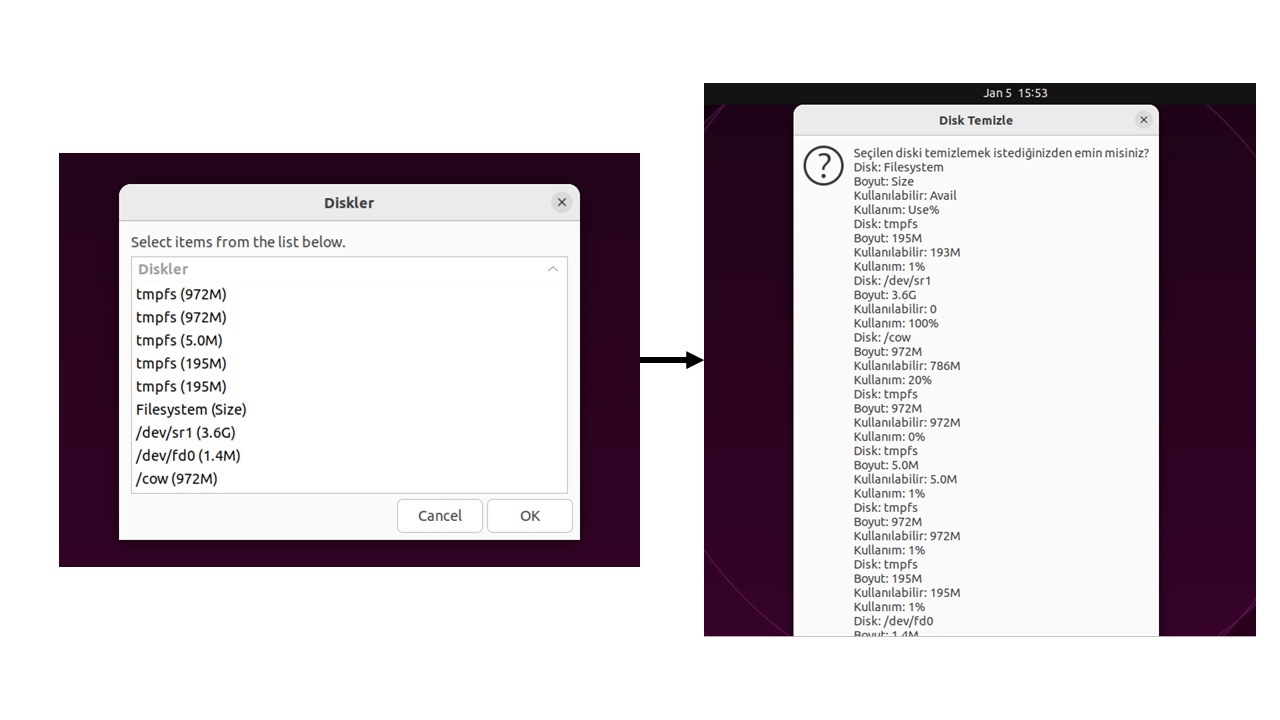 Diskler
Select items from the list below.
Diskler
tmpfs (972M)
tmpfs (972M)
tmpfs (5.0M)
tmpfs (195M)
tmpfs (195M)
Filesystem (Size)
/dev/sr1 (3.6G)
/dev/fd0 (1.4M)
/cow (972M)
Cancel
OK
Jan 5 15:53
Disk Temizle
Seçilen diski temizlemek istediğinizden emin misiniz?
Disk: Filesystem
Boyut: Size
Kullanılabilir: Avail
Kullanım: Use%
Disk: tmpfs
Boyut: 195M
Kullanılabilir: 193M
Kullanım: 1%
Disk: /dev/sr1
Boyut: 3.6G
Kullanılabilir: 0
Kullanım: 100%
Disk: /cow
Boyut: 972M
Kullanılabilir: 786M
Kullanım: 20%
Disk: tmpfs
Boyut: 972M
Kullanılabilir: 972M
Kullanım: 0%
Disk: tmpfs
Boyut: 5.0M
Kullanılabilir: 5.0M
Kullanım: 1%
Disk: tmpfs
Boyut: 972M
Kullanılabilir: 972M
Kullanım: 1%
Disk: tmpfs
Boyut: 195M
Kullanılabilir: 195M
Kullanım: 1%
Disk: /dev/fd0
Boyut: 1.4M